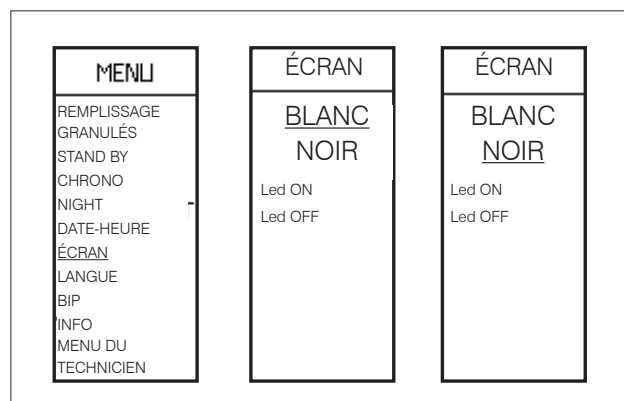 MENU
REMPLISSAGE
GRANULÉS
STAND BY
CHRONO
NIGHT
DATE-HEURE
ÉCRAN
LANGUE
BIP
INFO
MENU DU
TECHNICIEN
ÉCRAN
BLANC
NOIR
Led ON
Led OFF
ÉCRAN
BLANC
NOIR
Led ON
Led OFF